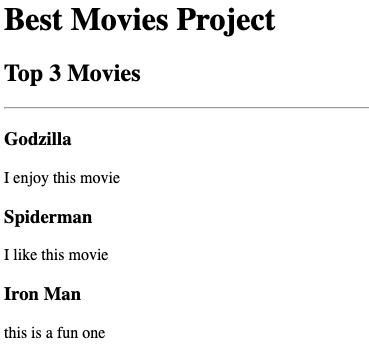 Best Movies Project
Top 3 Movies
Godzilla
I enjoy this movie
Spiderman
I like this movie
Iron Man
this is a fun one